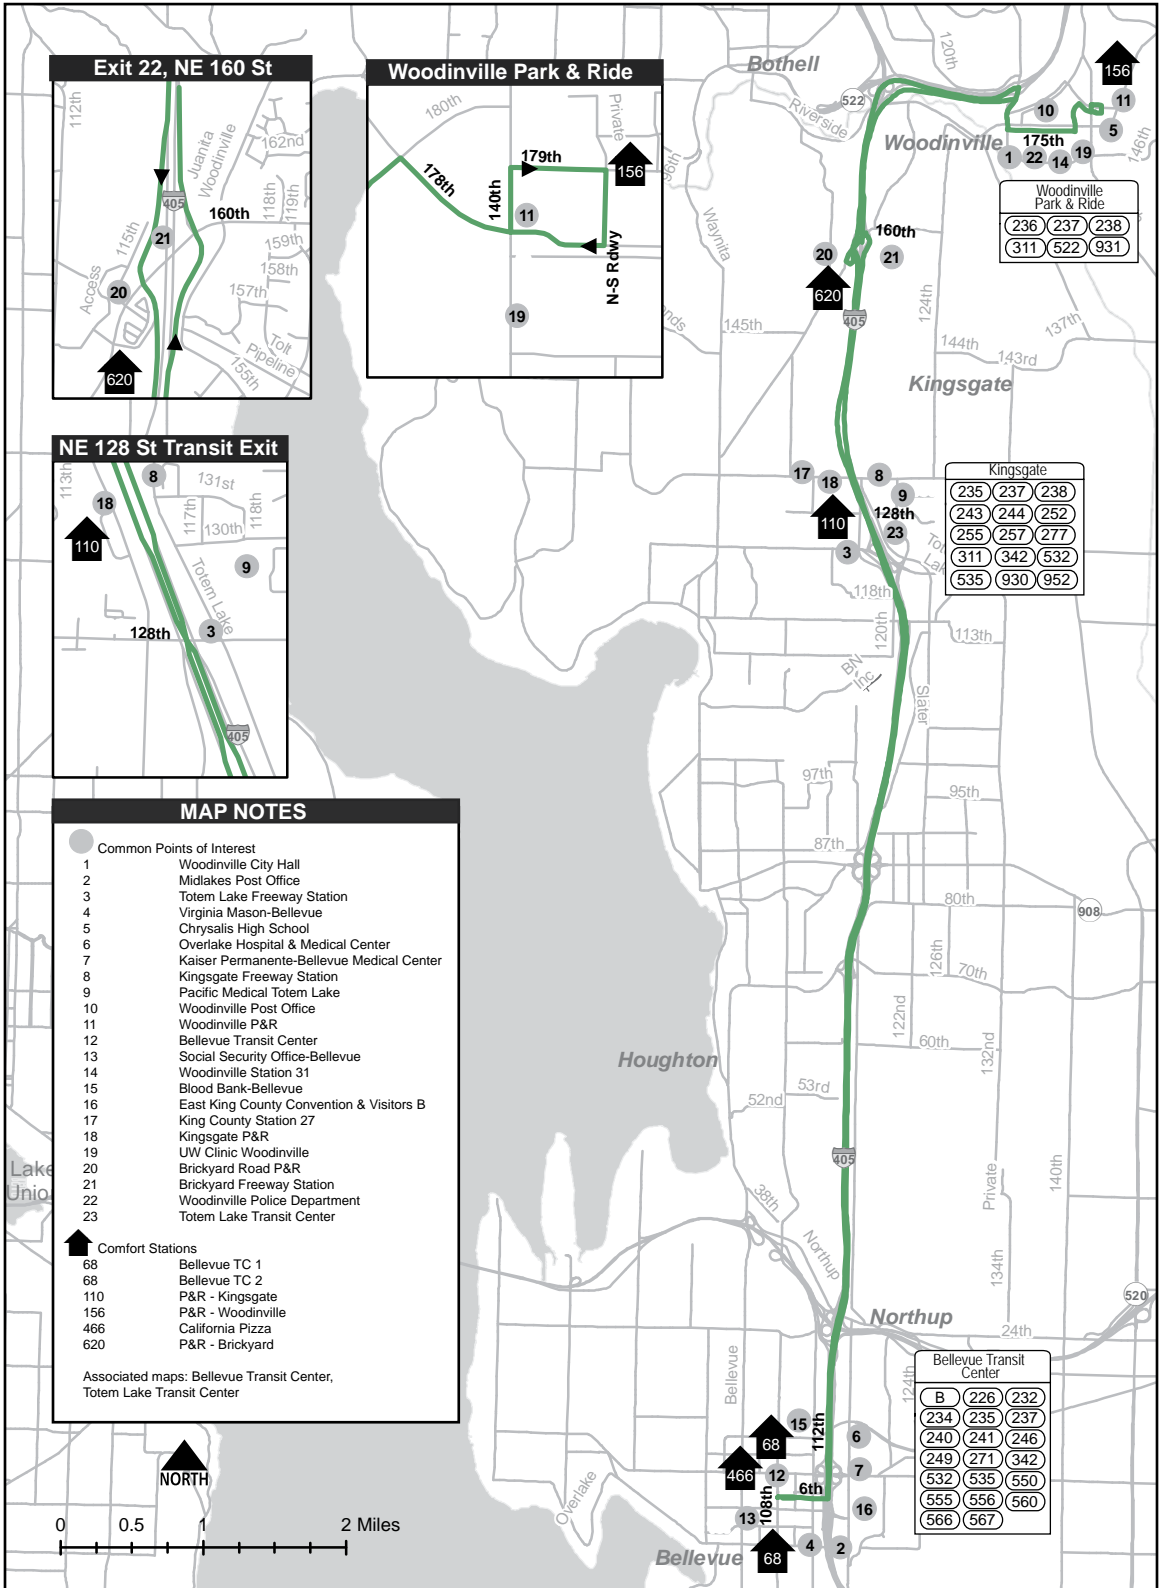 Exit 22, NE 160 St
112th
Juanita
Woodinville
162nd
405
118th
119th
160th
115th
21
159th
158th
Access
20
157th
Tolt
Pipeline
155th
620
Woodinville Park & Ride
180th
Private
179th
156
178th
140th
11
N-S Rdwy
19
NE 128 St Transit Exit
113th
8
131st
18
117th
118th
130th
110
9
Totem Lake
3
128th
405
MAP NOTES
Common Points of Interest
1 Woodinville City Hall
2 Midlakes Post Office
3 Totem Lake Freeway Station
4 Virginia Mason-Bellevue
5 Chrysalis High School
6 Overlake Hospital & Medical Center
7 Kaiser Permanente-Bellevue Medical Center
8 Kingsgate Freeway Station
9 Pacific Medical Totem Lake
10 Woodinville Post Office
11 Woodinville P&R
12 Bellevue Transit Center
13 Social Security Office-Bellevue
14 Woodinville Station 31
15 Blood Bank-Bellevue
16 East King County Convention & Visitors B
17 King County Station 27
18 Kingsgate P&R
19 UW Clinic Woodinville
20 Brickyard Road P&R
21 Brickyard Freeway Station
22 Woodinville Police Department
23 Totem Lake Transit Center
Comfort Stations
68 Bellevue TC 1
68 Bellevue TC 2
110 P&R - Kingsgate
156 P&R - Woodinville
466 California Pizza
620 P&R - Brickyard
Associated maps: Bellevue Transit Center,
Totem Lake Transit Center
NORTH
0 0.5 1 2 Miles
Lake
Unio
Bothell
120th
156
522
10
11
Riverside
Woodinville
175th
5
146th
1 22 14 19
96th
Woodinville
Park & Ride
236 237 238
311 522 931
Waynita
160th
20
21
620
nds
145th
405
124th
137th
144th
143rd
Kingsgate
17
18
8
9
110
128th
23
3
Tot
Lak
118th
120th
113th
BN
Inc
Slater
Kingsgate
235 237 238
243 244 252
255 257 277
311 342 532
535 930 952
97th
95th
87th
80th
908
126th
70th
122nd
60th
132nd
Houghton
53rd
52nd
405
Private
140th
38th
Northup
134th
520
Northup
24th
Bellevue
124th
Bellevue Transit
Center
B 226 232
234 235 237
240 241 246
249 271 342
532 535 550
555 556 560
566 567
15
112th
68
6
466
12
7
6th
108th
Overlake
13
16
Bellevue
68
4
2